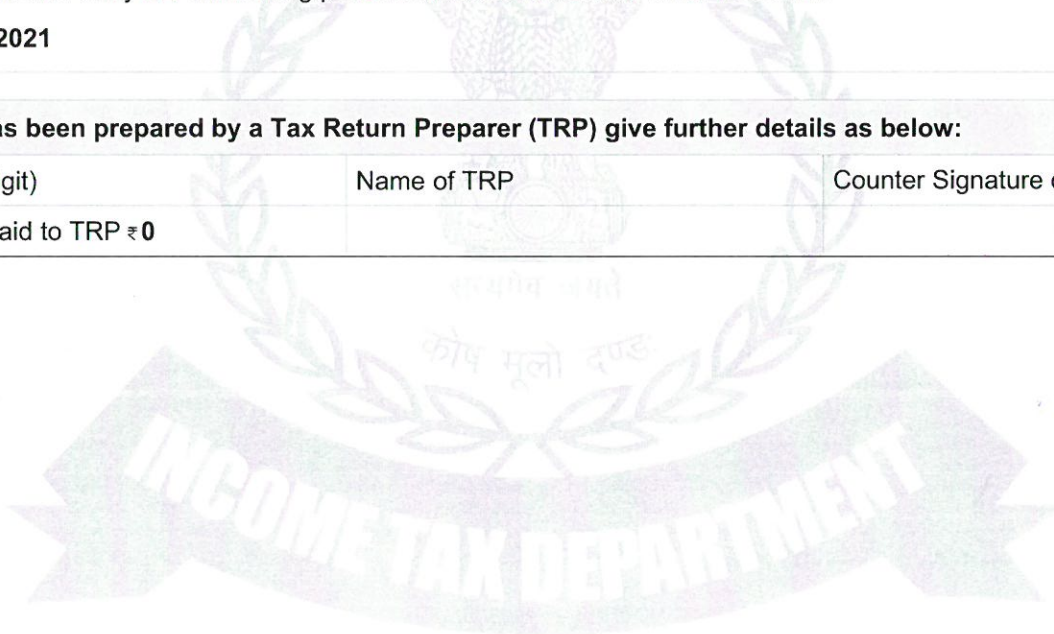 2021
as been prepared by a Tax Return Preparer (TRP) give further details as below:
git) Name of TRP Counter Signature
aid to TRP ₹0
सत्यमेव जयते
कोष मूलो दण्डः
INCOME TAX DEPARTMENT